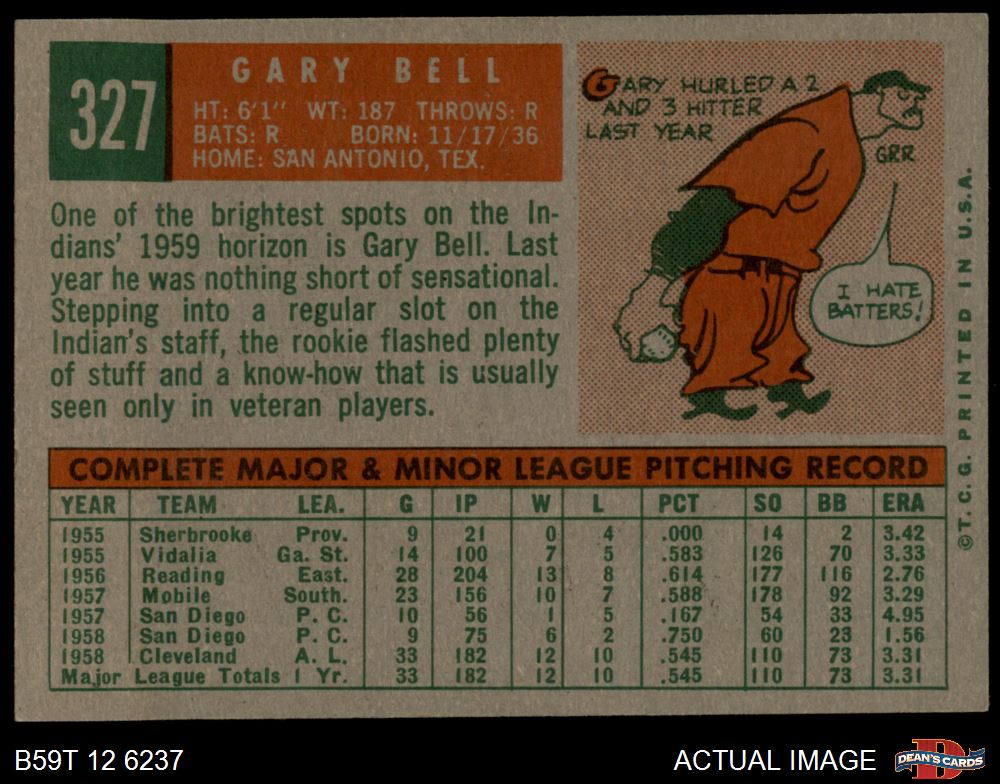 327
GARY BELL
HT: 6'1" WT: 187 THROWS: R
BATS: R BORN: 11/17/36
HOME: SAN ANTONIO, TEX.
One of the brightest spots on the In-
dians' 1959 horizon is Gary Bell. Last
year he was nothing short of sensational.
Stepping into a regular slot on the
Indian's staff, the rookie flashed plenty
of stuff and a know-how that is usually
seen only in veteran players.
GARY HURLED A 2
AND 3 HITTER
LAST YEAR
GRR
I HATE
BATTERS!
©T.C.G. PRINTED IN U.S.A.
COMPLETE MAJOR & MINOR LEAGUE PITCHING RECORD
YEAR TEAM LEA. G IP W L PCT SO BB ERA
1955 Sherbrooke Prov. 9 21 0 4 .000 14 2 3.42
1955 Vidalia Ga. St. 14 100 7 5 .583 126 70 3.33
1956 Reading East. 28 204 13 8 .614 177 116 2.76
1957 Mobile South. 23 156 10 7 .588 178 92 3.29
1957 San Diego P. C. 10 56 1 5 .167 54 33 4.95
1958 San Diego P. C. 9 75 6 2 .750 60 23 1.56
1958 Cleveland A. L. 33 182 12 10 .545 110 73 3.31
Major League Totals 1 Yr. 33 182 12 10 .545 110 73 3.31
B59T 12 6237
ACTUAL IMAGE
DEAN'S CARDS